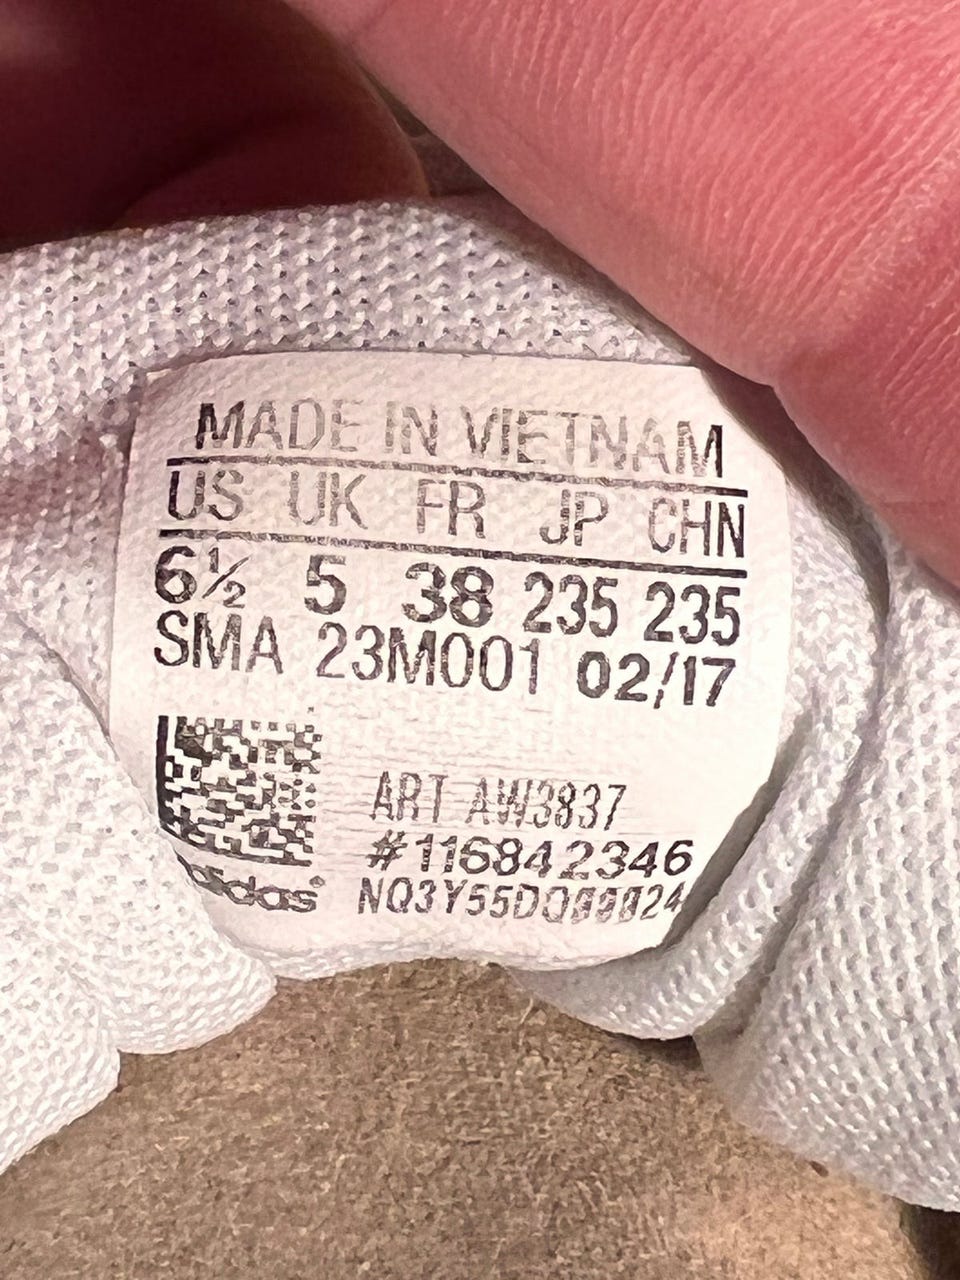 MADE IN VIETNAM
US UK FR JP CHN
6½ 5 38 235 235
SMA 23M001 02/17
ART AW3837
#116842346
adidas®